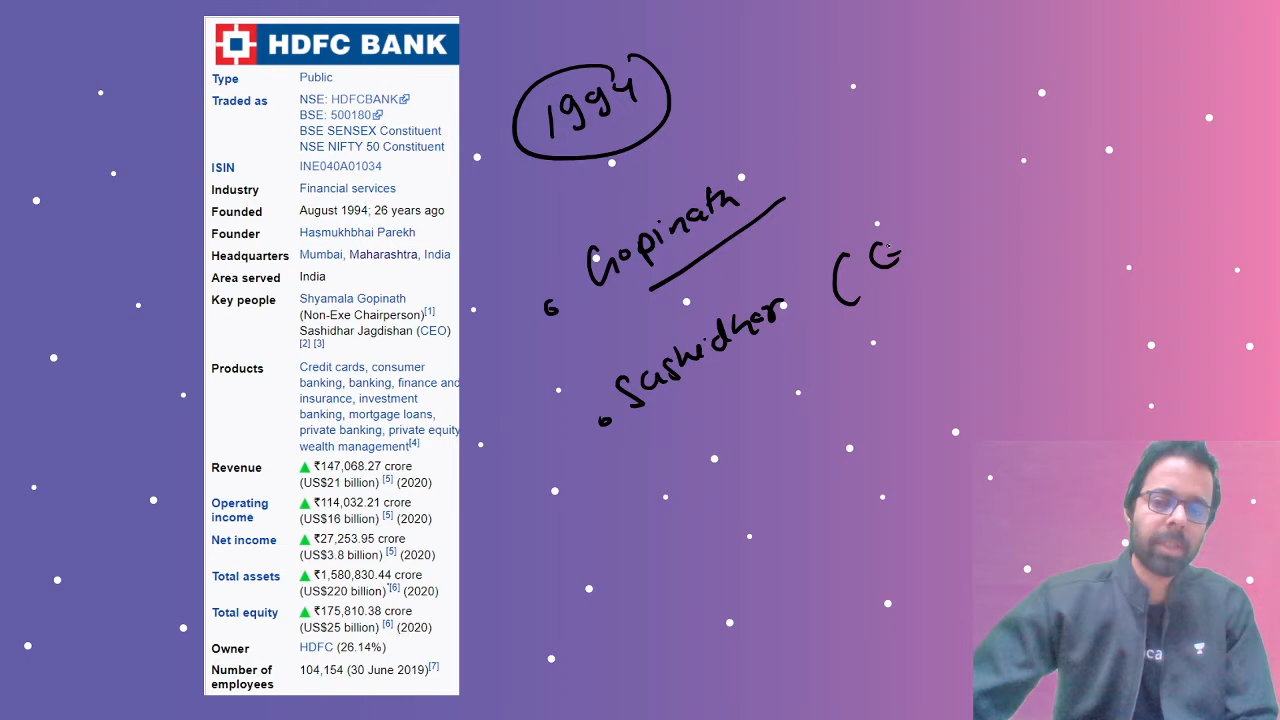 HDFC BANK
Type Public
Traded as NSE: HDFCBANK
BSE: 500180
BSE SENSEX Constituent
NSE NIFTY 50 Constituent
ISIN INE040A01034
Industry Financial services
Founded August 1994; 26 years ago
Founder Hasmukhbhai Parekh
Headquarters Mumbai, Maharashtra, India
Area served India
Key people Shyamala Gopinath
(Non-Exe Chairperson)[1]
Sashidhar Jagdishan (CEO)
[2] [3]
Products Credit cards, consumer
banking, banking, finance and
insurance, investment
banking, mortgage loans,
private banking, private equity
wealth management[4]
Revenue ₹147,068.27 crore
(US$21 billion) [5] (2020)
Operating income ₹114,032.21 crore
(US$16 billion) [5] (2020)
Net income ₹27,253.95 crore
(US$3.8 billion) [5] (2020)
Total assets ₹1,580,830.44 crore
(US$220 billion) [6] (2020)
Total equity ₹175,810.38 crore
(US$25 billion) [6] (2020)
Owner HDFC (26.14%)
Number of employees 104,154 (30 June 2019)[7]
1994
Gopinath
Sashidhar (C